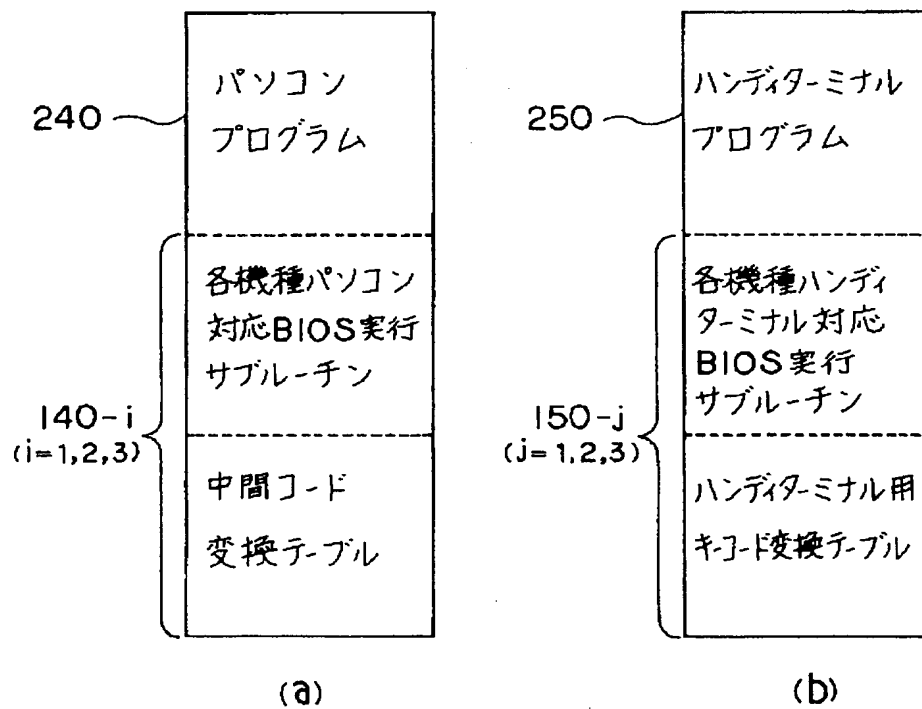 240
パソコン
プログラム
140-i
(i=1,2,3)
各機種パソコン
対応BIOS実行
サブルーチン
中間コード
変換テーブル
(a)
250
ハンディターミナル
プログラム
150-j
(j=1,2,3)
各機種ハンディ
ターミナル対応
BIOS実行
サブルーチン
ハンディターミナル用
キーコード変換テーブル
(b)